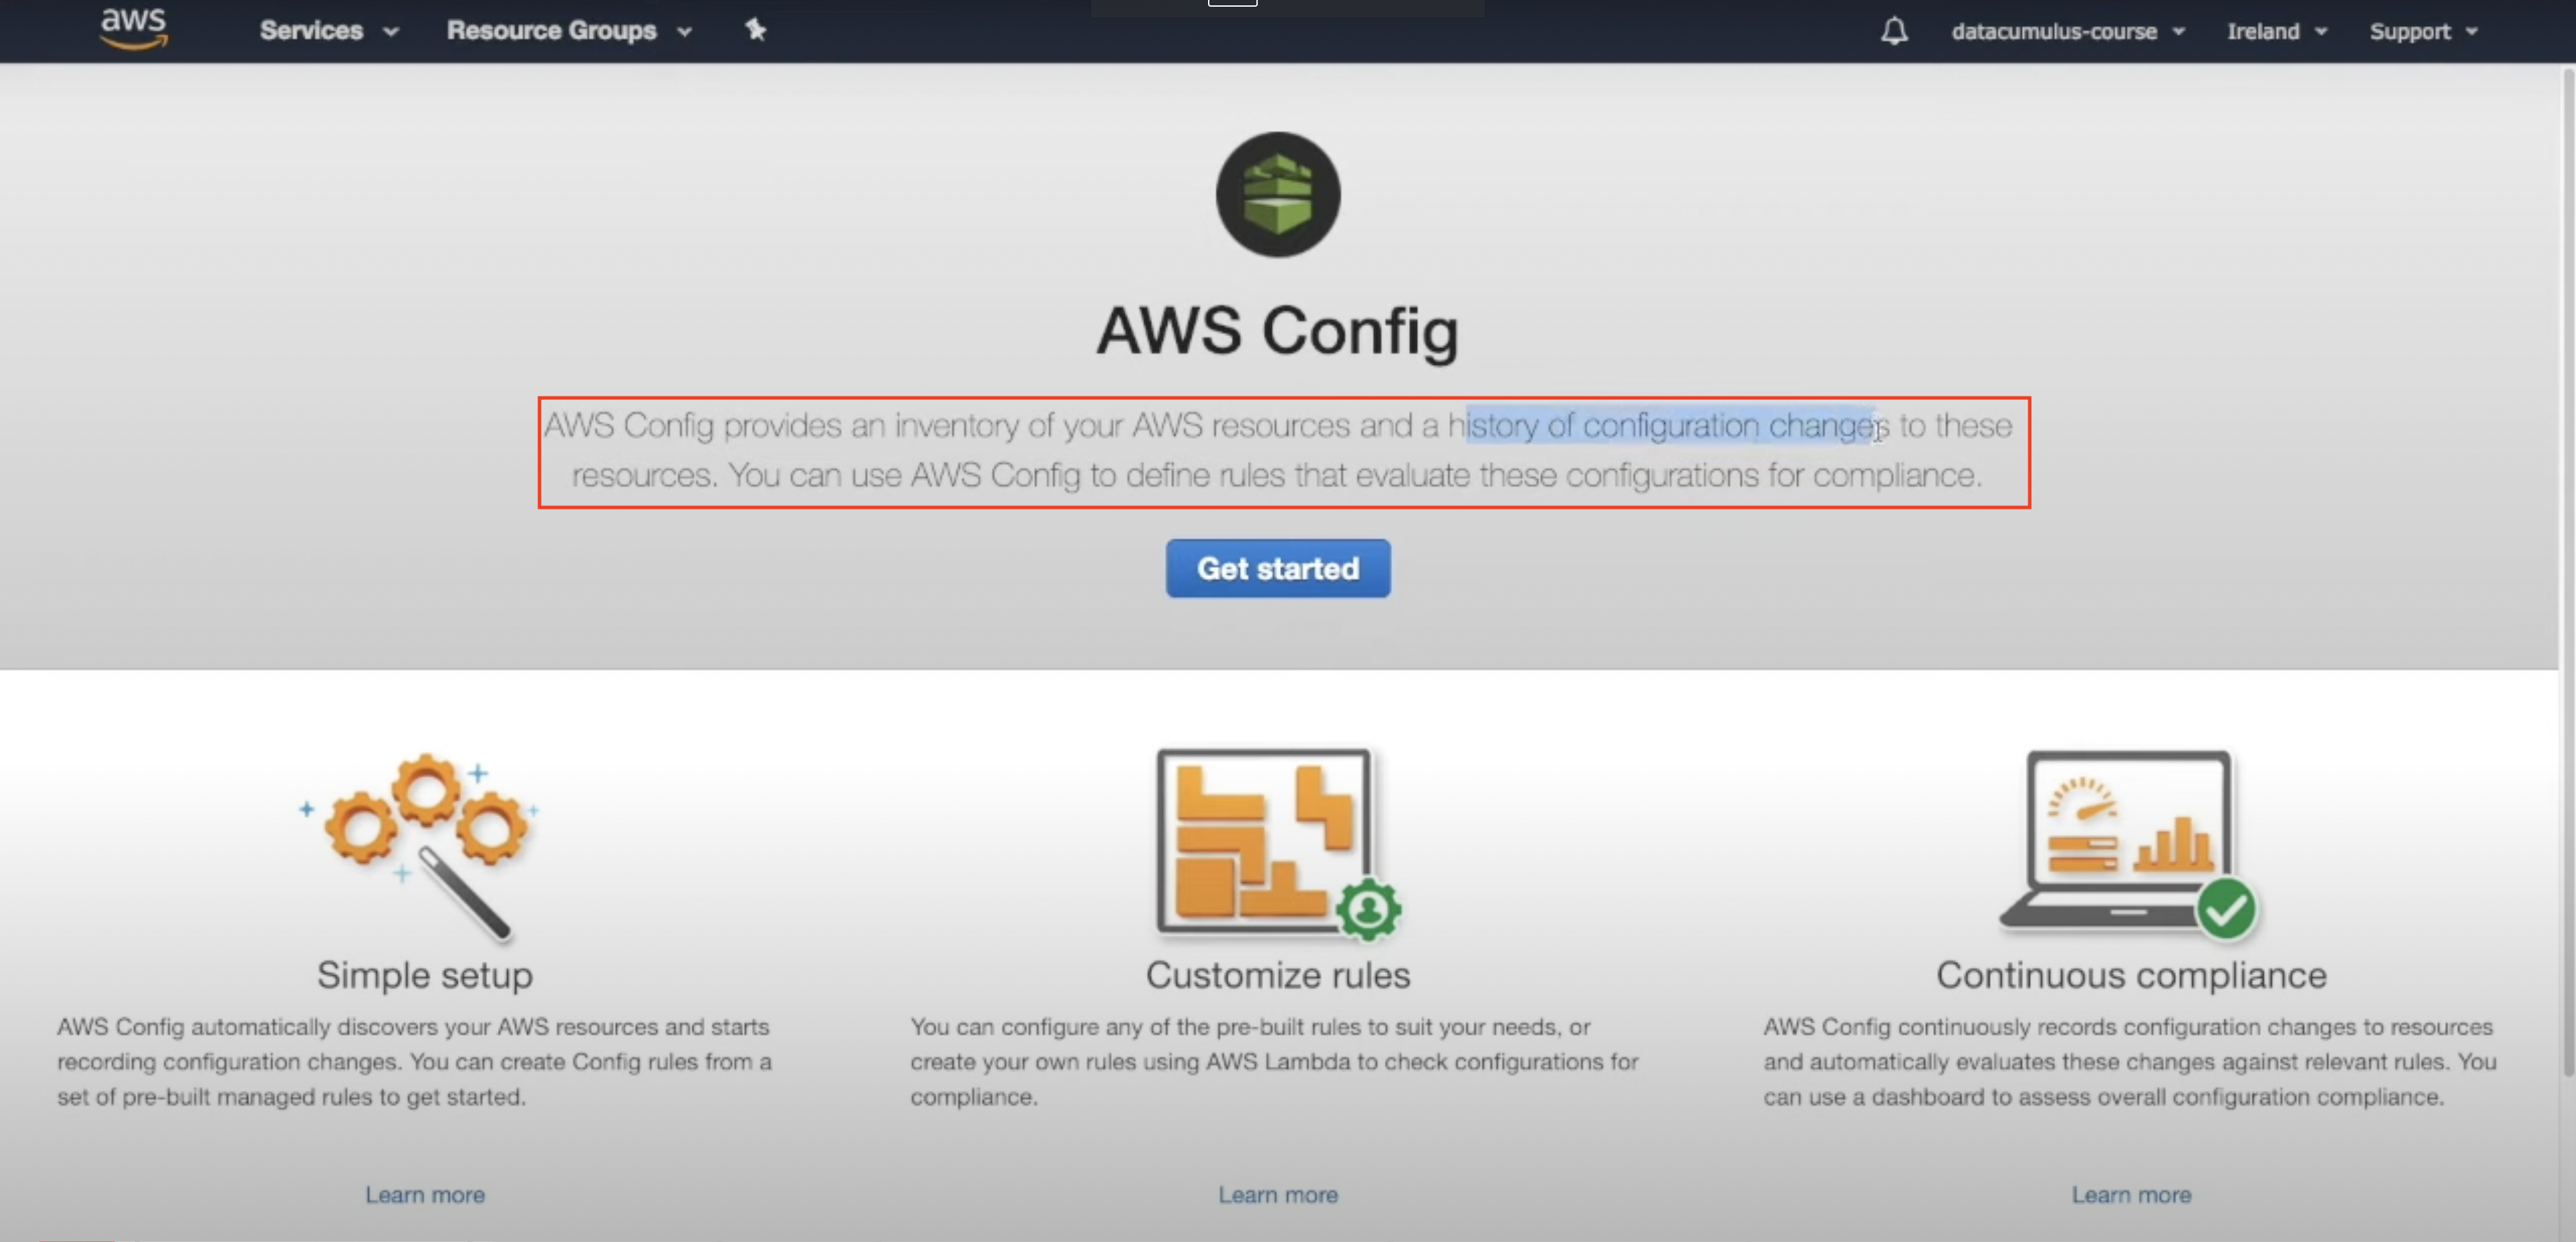 aws
Services
Resource Groups
datacumulus-course
Ireland
Support
AWS Config
AWS Config provides an inventory of your AWS resources and a history of configuration changes to these
resources. You can use AWS Config to define rules that evaluate these configurations for compliance.
Get started
Simple setup
AWS Config automatically discovers your AWS resources and starts
recording configuration changes. You can create Config rules from a
set of pre-built managed rules to get started.
Learn more
Customize rules
You can configure any of the pre-built rules to suit your needs, or
create your own rules using AWS Lambda to check configurations for
compliance.
Learn more
Continuous compliance
AWS Config continuously records configuration changes to resources
and automatically evaluates these changes against relevant rules. You
can use a dashboard to assess overall configuration compliance.
Learn more